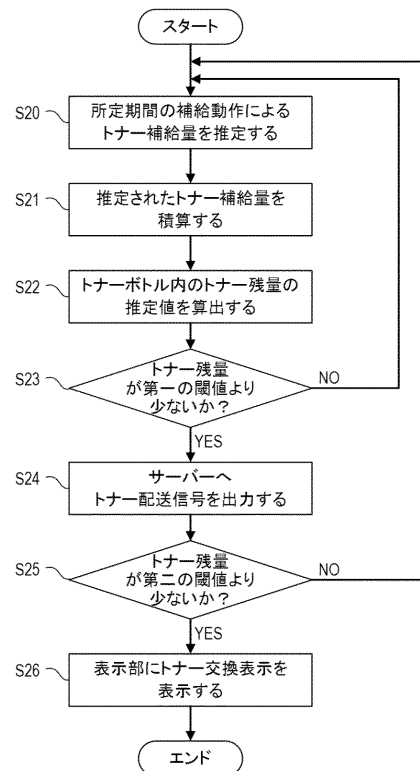 スタート
S20
所定期間の補給動作による
トナー補給量を推定する
S21
推定されたトナー補給量を
積算する
S22
トナーボトル内のトナー残量の
推定値を算出する
S23
トナー残量
が第一の閾値より
少ないか？
NO
YES
S24
サーバーへ
トナー配送信号を出力する
S25
トナー残量
が第二の閾値より
少ないか？
NO
YES
S26
表示部にトナー交換表示を
表示する
エンド